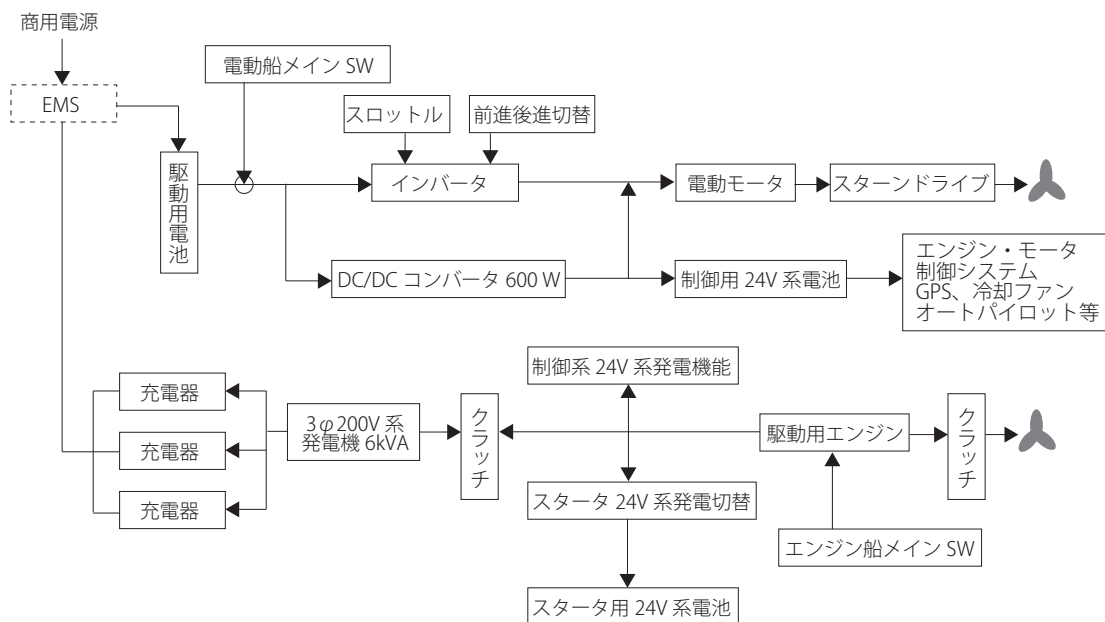 商用電源
電動船メイン SW
EMS
スロットル
前進後進切替
駆動用電池
インバータ
電動モータ
スターンドライブ
DC/DC コンバータ 600 W
制御用 24V 系電池
エンジン・モータ
制御システム
GPS、冷却ファン
オートパイロット等
制御系 24V 系発電機能
充電器
充電器
充電器
3φ200V 系
発電機 6kVA
クラッチ
駆動用エンジン
クラッチ
スタータ 24V 系発電切替
エンジン船メイン SW
スタータ用 24V 系電池